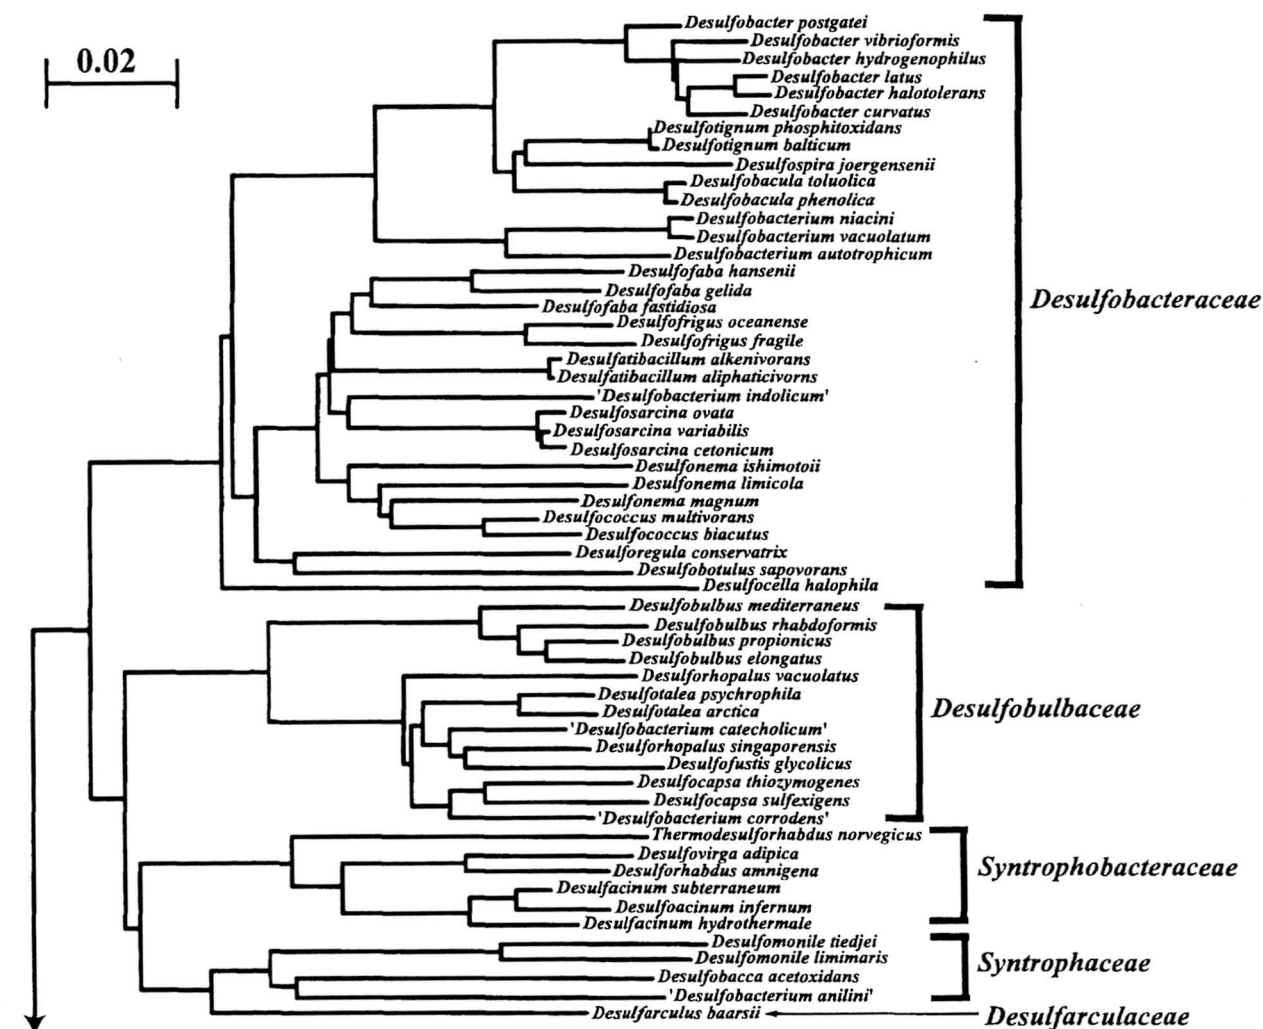 0.02
Desulfobacter postgatei
Desulfobacter vibrioformis
Desulfobacter hydrogenophilus
Desulfobacter latus
Desulfobacter halotolerans
Desulfobacter curvatus
Desulfotignum phosphitoxidans
Desulfotignum balticum
Desulfospira joergensenii
Desulfobacula toluolica
Desulfobacula phenolica
Desulfobacterium niacini
Desulfobacterium vacuolatum
Desulfobacterium autotrophicum
Desulfofaba hansenii
Desulfofaba gelida
Desulfobacteraceae
Desulfofaba fastidiosa
Desulfofrigus oceanense
Desulfofrigus fragile
Desulfatibacillum alkenivorans
Desulfatibacillum aliphaticivorns
'Desulfobacterium indolicum'
Desulfosarcina ovata
Desulfosarcina variabilis
Desulfosarcina cetonicum
Desulfonema ishimotoii
Desulfonema limicola
Desulfonema magnum
Desulfococcus multivorans
Desulfococcus biacutus
Desulforegula conservatrix
Desulfobotulus sapovorans
Desulfocella halophila
Desulfobulbus mediterraneus
Desulfobulbus rhabdoformis
Desulfobulbus propionicus
Desulfobulbus elongatus
Desulforhopalus vacuolatus
Desulfotalea psychrophila
Desulfotalea arctica
Desulfobulbaceae
'Desulfobacterium catecholicum'
Desulforhopalus singaporensis
Desulfofustis glycolicus
Desulfocapsa thiozymogenes
Desulfocapsa sulfexigens
'Desulfobacterium corrodens'
Thermodesulforhabdus norvegicus
Desulfovirga adipica
Desulforhabdus amnigena
Syntrophobacteraceae
Desulfacinum subterraneum
Desulfoacinum infernum
Desulfacinum hydrothermale
Desulfomonile tiedjei
Desulfomonile limimaris
Syntrophaceae
Desulfobacca acetoxidans
'Desulfobacterium anilini'
Desulfarculus baarsii
Desulfarculaceae